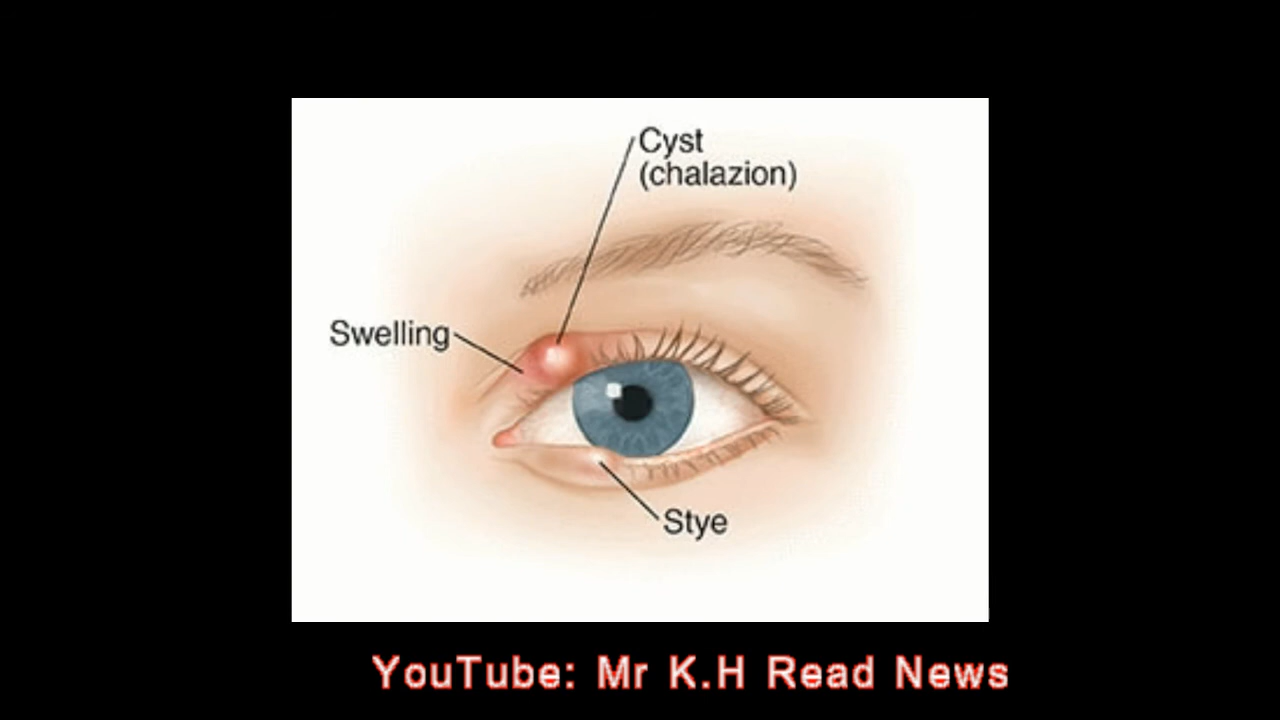 Cyst
(chalazion)
Swelling
Stye
YouTube: Mr K.H Read News